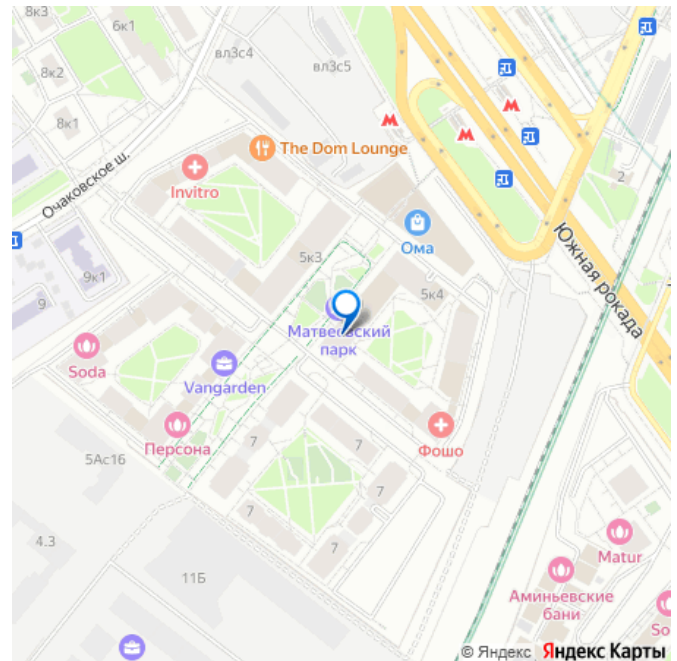 8к3
6к1
вл3с4
вл3с5
8к2
8к1
The Dom Lounge
Invitro
Очаковское ш.
2
Ома
Южная рокада
5к3
9к1
9
5к4
Матвеевский
парк
Soda
Vangarden
Персона
7
7
Фошо
5Ас16
7
7
7
4.3
11Б
Matur
Аминьевские
бани
So
© Яндекс Яндекс Карты